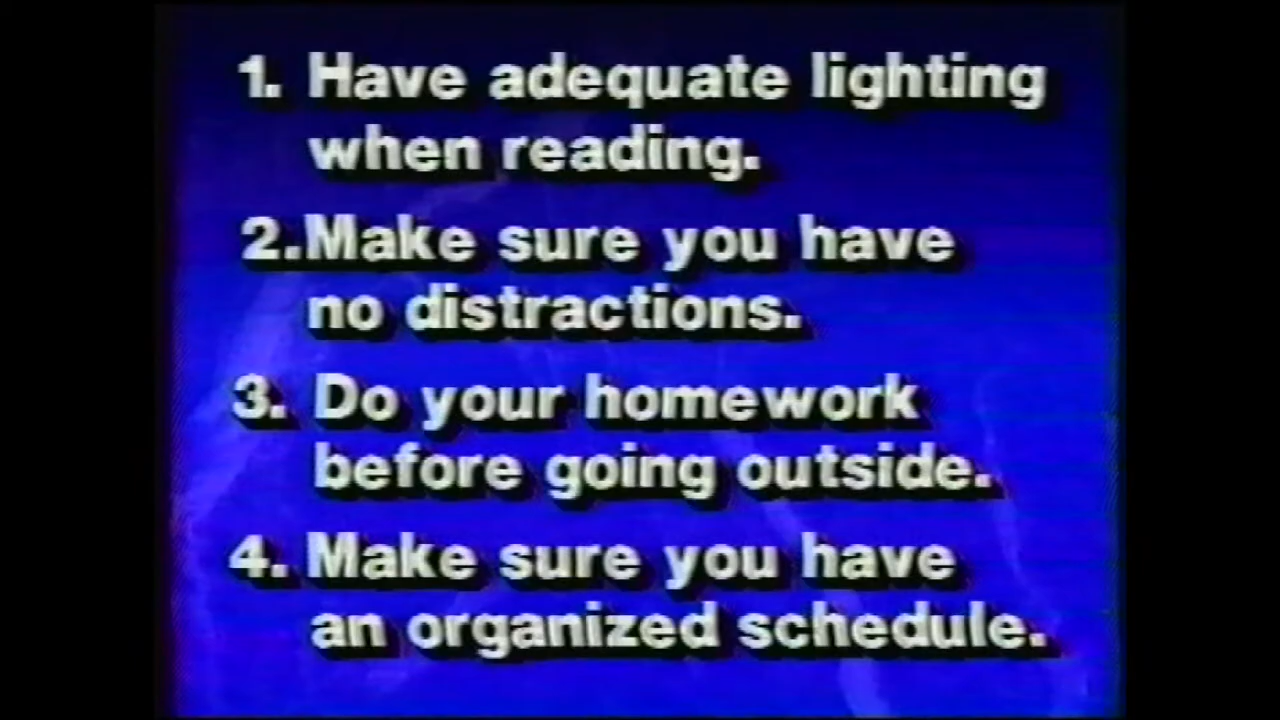 1. Have adequate lighting
when reading.
2.Make sure you have
no distractions.
3. Do your homework
before going outside.
4. Make sure you have
an organized schedule.